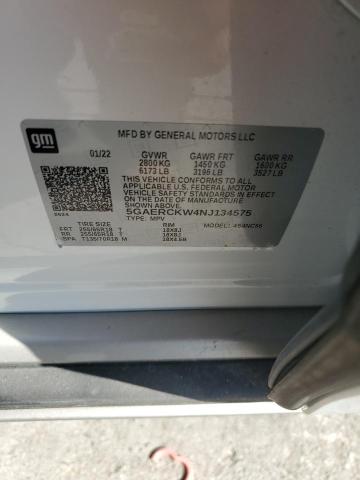 gm
MFD BY GENERAL MOTORS LLC
01/22 GVWR GAWR FRT GAWR RR
2800 KG 1450 KG 1600 KG
6173 LB 3196 LB 3527 LB
THIS VEHICLE CONFORMS TO ALL
APPLICABLE U.S. FEDERAL MOTOR
VEHICLE SAFETY STANDARDS IN
EFFECT ON THE DATE OF
MANUFACTURE SHOWN ABOVE.
5GAERCKW4NJ134575
TYPE: MPV
TIRE SIZE RIM MODEL:
FRT 255/65R18 T 18X8J
RR 255/65R18 T 18X8J
SPA T135/70R18 M 18X4.5B